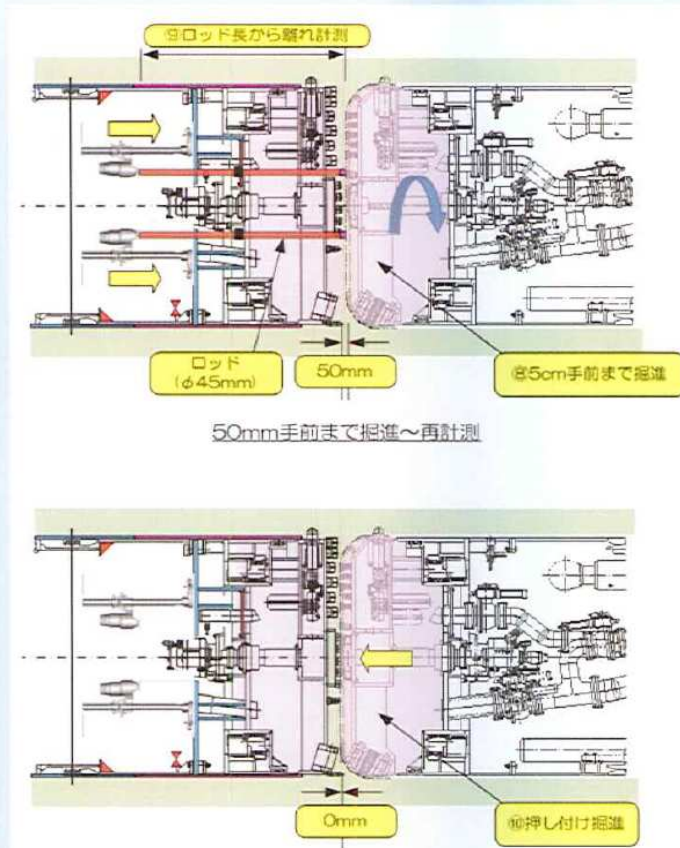 ⑨ロッド長から離れ計測
ロッド
(φ45mm)
50mm
⑧5cm手前まで掘進
50mm手前まで掘進~再計測
0mm
⑩押し付け掘進